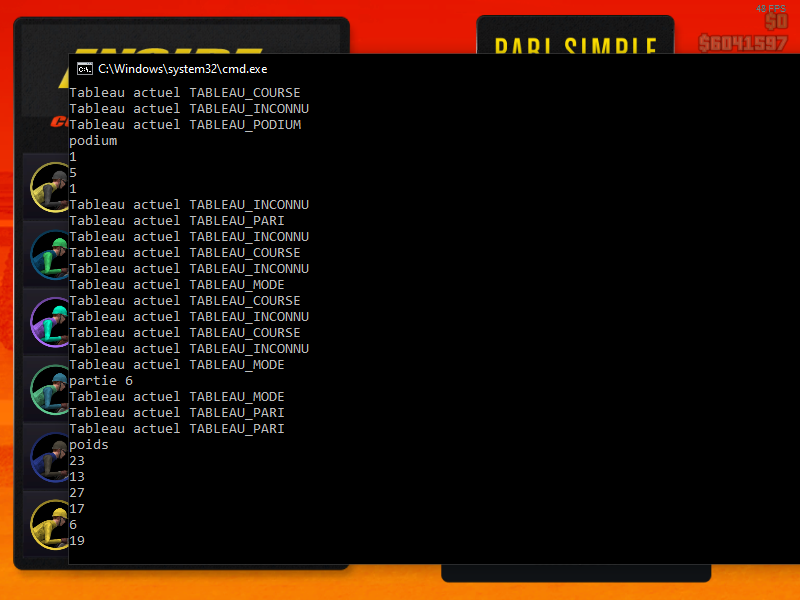 48 FPS
$0
$6041597
PARI SIMPLE
C:\Windows\system32\cmd.exe
Tableau actuel TABLEAU_COURSE
Tableau actuel TABLEAU_INCONNU
Tableau actuel TABLEAU_PODIUM
podium
1
5
1
Tableau actuel TABLEAU_INCONNU
Tableau actuel TABLEAU_PARI
Tableau actuel TABLEAU_INCONNU
Tableau actuel TABLEAU_COURSE
Tableau actuel TABLEAU_INCONNU
Tableau actuel TABLEAU_MODE
Tableau actuel TABLEAU_COURSE
Tableau actuel TABLEAU_INCONNU
Tableau actuel TABLEAU_COURSE
Tableau actuel TABLEAU_INCONNU
Tableau actuel TABLEAU_MODE
partie 6
Tableau actuel TABLEAU_MODE
Tableau actuel TABLEAU_PARI
Tableau actuel TABLEAU_PARI
poids
23
13
27
17
6
19